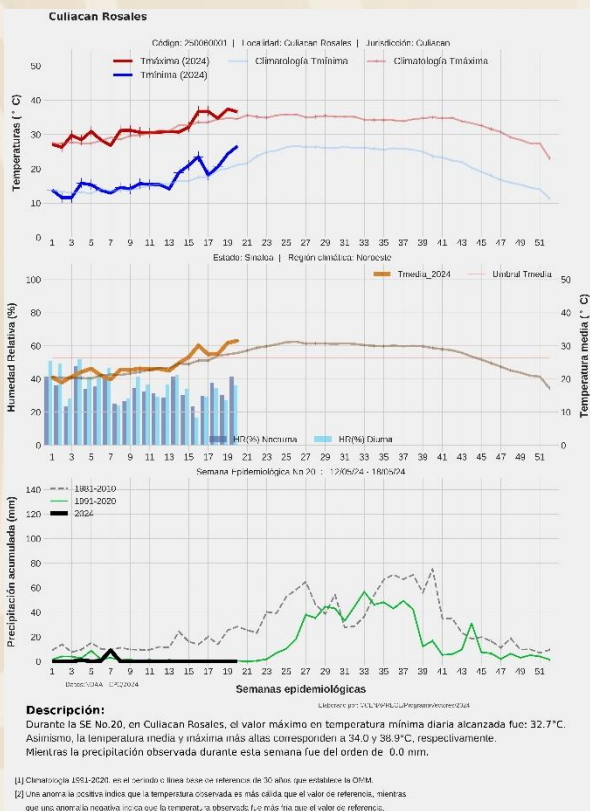 Culiacan Rosales
Código: 250060001 | Localidad: Culiacan Rosales | Jurisdicción: Culiacan
Tmáxima (2024)
Climatología Tmínima
Climatología Tmáxima
Tmínima (2024)
Temperaturas (° C)
50
40
30
20
10
0
1 3 5 7 9 11 13 15 17 19 21 23 25 27 29 31 33 35 37 39 41 43 45 47 49 51
Estado: Sinaloa | Región climática: Noroeste
Tmedia_2024
Umbral Tmedia
Humedad Relativa (%)
100
80
60
40
20
0
50
40
30
20
10
0
Temperatura media (° C)
HR(%) Nocturna
HR(%) Diurna
1 3 5 7 9 11 13 15 17 19 21 23 25 27 29 31 33 35 37 39 41 43 45 47 49 51
Semana Epidemiológica No 20 : 12/05/24 - 18/05/24
1981-2010
1991-2020
2024
Precipitación acumulada (mm)
140
120
100
80
60
40
20
0
1 3 5 7 9 11 13 15 17 19 21 23 25 27 29 31 33 35 37 39 41 43 45 47 49 51
Datos:NOAA - CPC/2024
Semanas epidemiológicas
Elaborado por:
Descripción:
Durante la SE No.20, en Culiacan Rosales, el valor máximo en temperatura mínima diaria alcanzada fue: 32.7°C.
Asimismo, la temperatura media y máxima más altas corresponden a 34.0 y 38.9°C, respectivamente.
Mientras la precipitación observada durante esta semana fue del orden de 0.0 mm.
[1] Climatología 1991-2020, es el periodo o línea base de referencia de 30 años que establece la OMM.
[2] Una anomalía positiva indica que la temperatura observada es más cálida que el valor de referencia, mientras
que una anomalía negativa indica que la temperatura observada fue más fría que el valor de referencia.